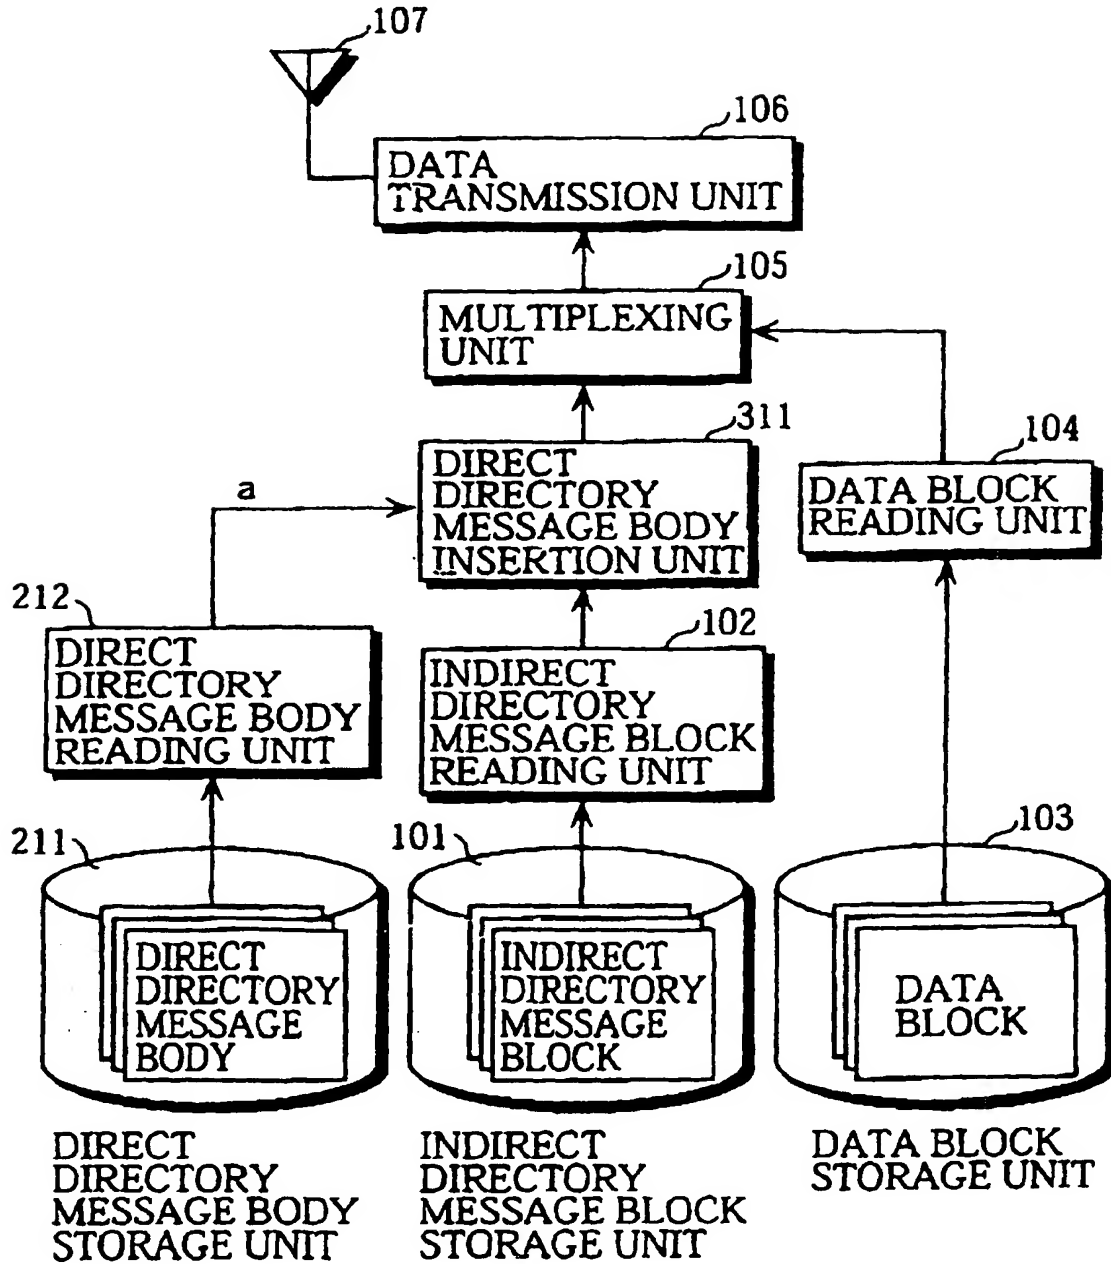 107
106
DATA
TRANSMISSION UNIT
105
MULTIPLEXING
UNIT
311
DIRECT
DIRECTORY
MESSAGE BODY
INSERTION UNIT
104
DATA BLOCK
READING UNIT
a
212
DIRECT
DIRECTORY
MESSAGE BODY
READING UNIT
102
INDIRECT
DIRECTORY
MESSAGE BLOCK
READING UNIT
211
DIRECT
DIRECTORY
MESSAGE
BODY
101
INDIRECT
DIRECTORY
MESSAGE
BLOCK
103
DATA
BLOCK
DIRECT
DIRECTORY
MESSAGE BODY
STORAGE UNIT
INDIRECT
DIRECTORY
MESSAGE BLOCK
STORAGE UNIT
DATA BLOCK
STORAGE UNIT